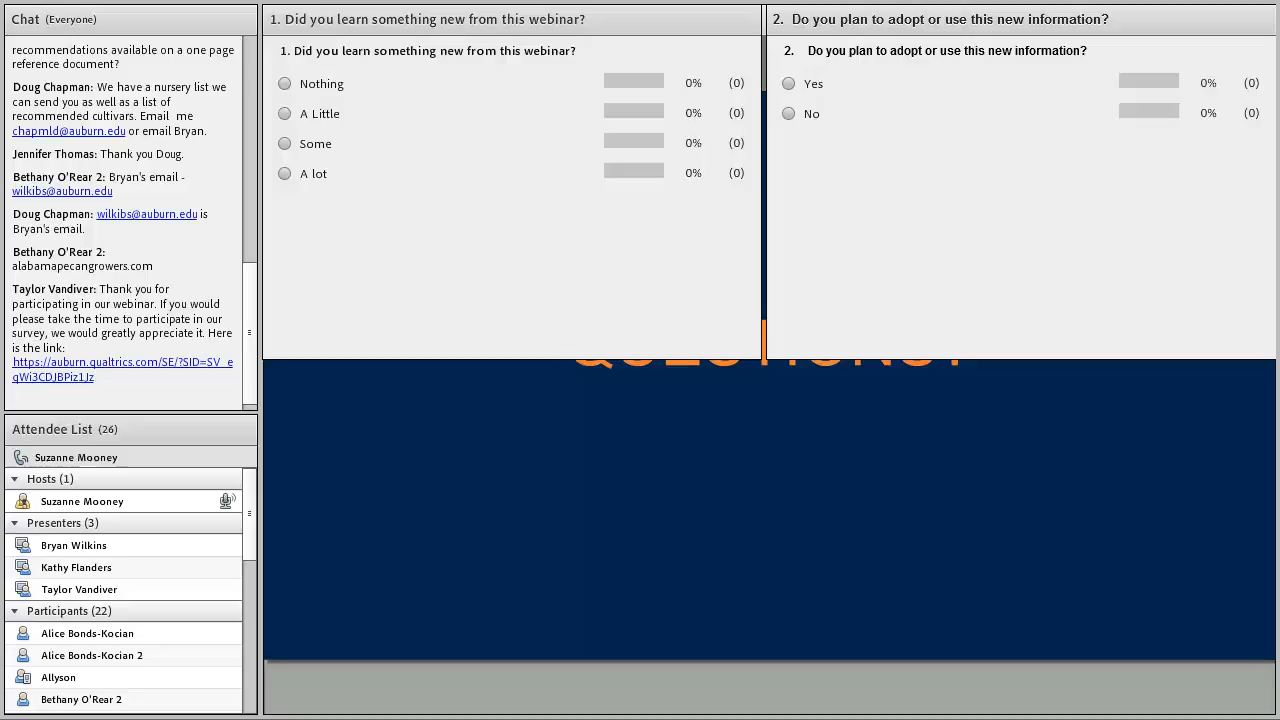 Chat (Everyone)
recommendations available on a one page
reference document?
Doug Chapman: We have a nursery list we
can send you as well as a list of
recommended cultivars. Email me
chapmld@auburn.edu or email Bryan.
Jennifer Thomas: Thank you Doug.
Bethany O'Rear 2: Bryan's email -
wilkibs@auburn.edu
Doug Chapman: wilkibs@auburn.edu is
Bryan's email.
Bethany O'Rear 2:
alabamapecangrowers.com
Taylor Vandiver: Thank you for
participating in our webinar. If you would
please take the time to participate in our
survey, we would greatly appreciate it. Here
is the link:
https://auburn.qualtrics.com/SE/?SID=SV_e
qWi3CDJBPiz1Jz
Attendee List (26)
Suzanne Mooney
Hosts (1)
Suzanne Mooney
Presenters (3)
Bryan Wilkins
Kathy Flanders
Taylor Vandiver
Participants (22)
Alice Bonds-Kocian
Alice Bonds-Kocian 2
Allyson
Bethany O'Rear 2
1. Did you learn something new from this webinar?
1. Did you learn something new from this webinar?
Nothing 0% (0)
A Little 0% (0)
Some 0% (0)
A lot 0% (0)
2. Do you plan to adopt or use this new information?
2. Do you plan to adopt or use this new information?
Yes 0% (0)
No 0% (0)